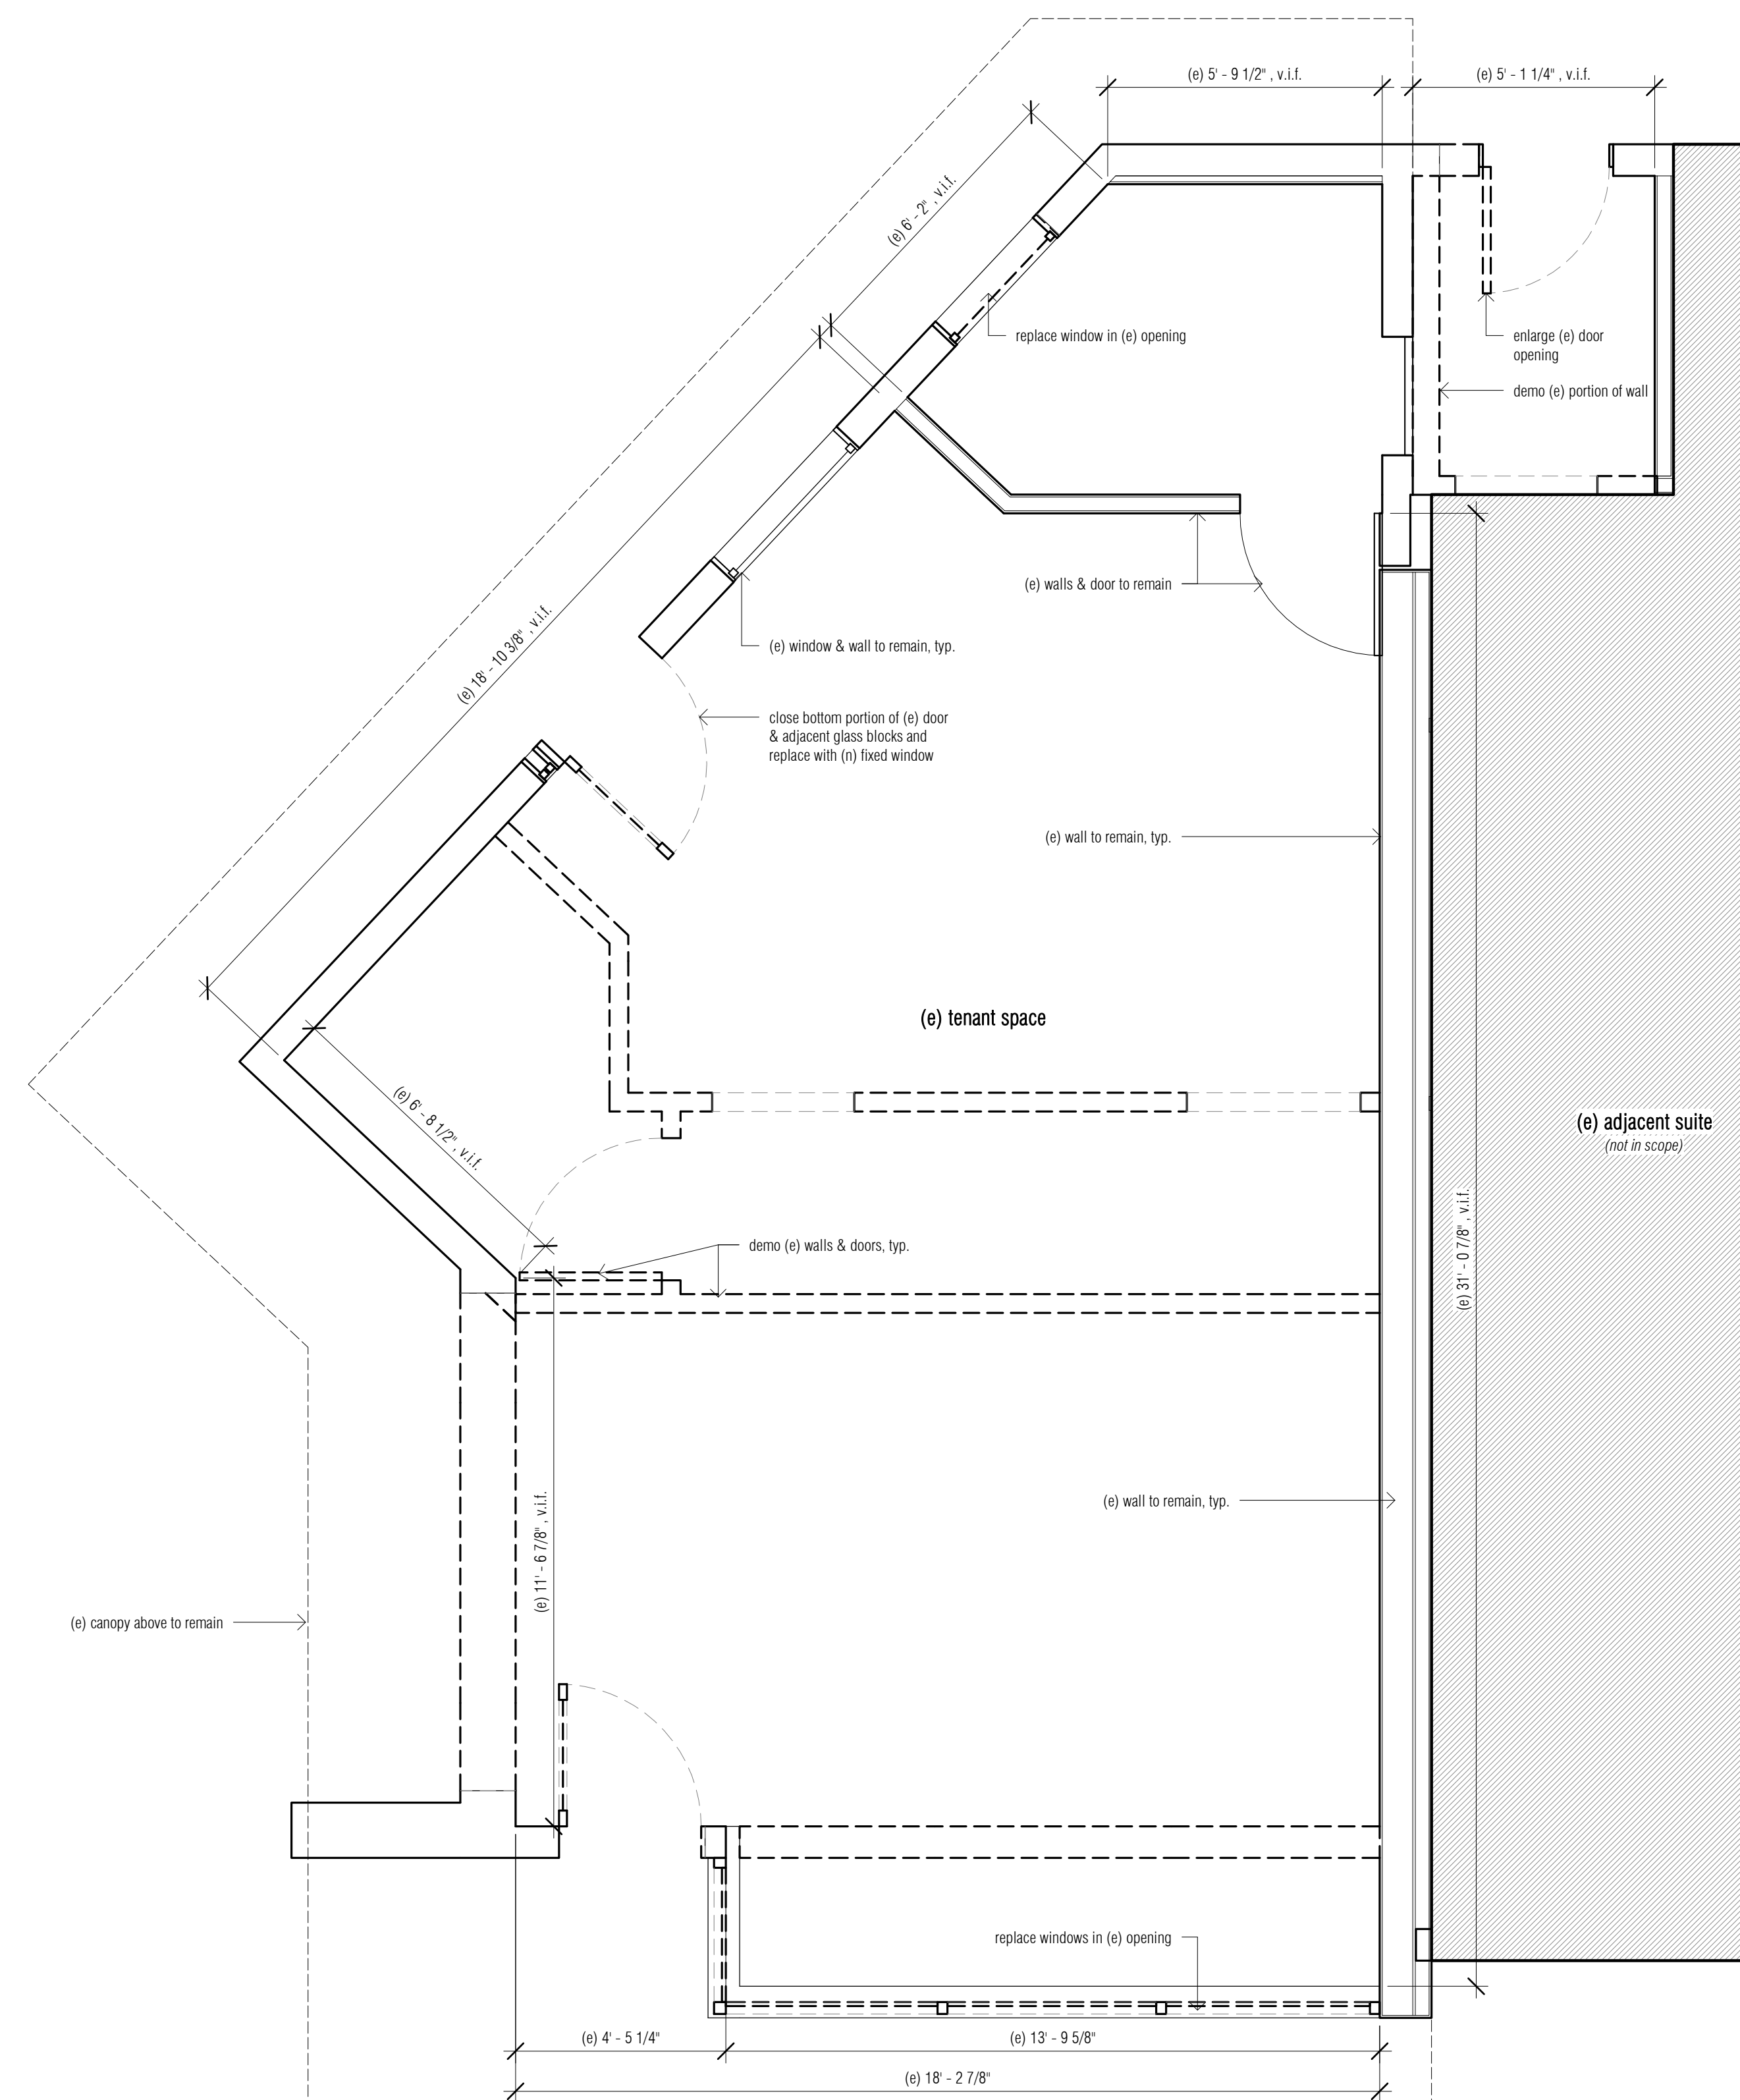 (e) 5' - 9 1/2" , v.i.f.
(e) 5' - 1 1/4" , v.i.f.
(e) 6' - 2" , v.i.f.
replace window in (e) opening
enlarge (e) door
opening
demo (e) portion of wall
(e) walls & door to remain
(e) 18' - 10 3/8" , v.i.f.
(e) window & wall to remain, typ.
close bottom portion of (e) door
& adjacent glass blocks and
replace with (n) fixed window
(e) wall to remain, typ.
(e) tenant space
(e) 6' - 8 1/2" , v.i.f.
(e) adjacent suite
(not in scope)
(e) 31' - 0 7/8" , v.i.f.
demo (e) walls & doors, typ.
(e) wall to remain, typ.
(e) 11' - 6 7/8" , v.i.f.
(e) canopy above to remain
replace windows in (e) opening
(e) 4' - 5 1/4"
(e) 13' - 9 5/8"
(e) 18' - 2 7/8"